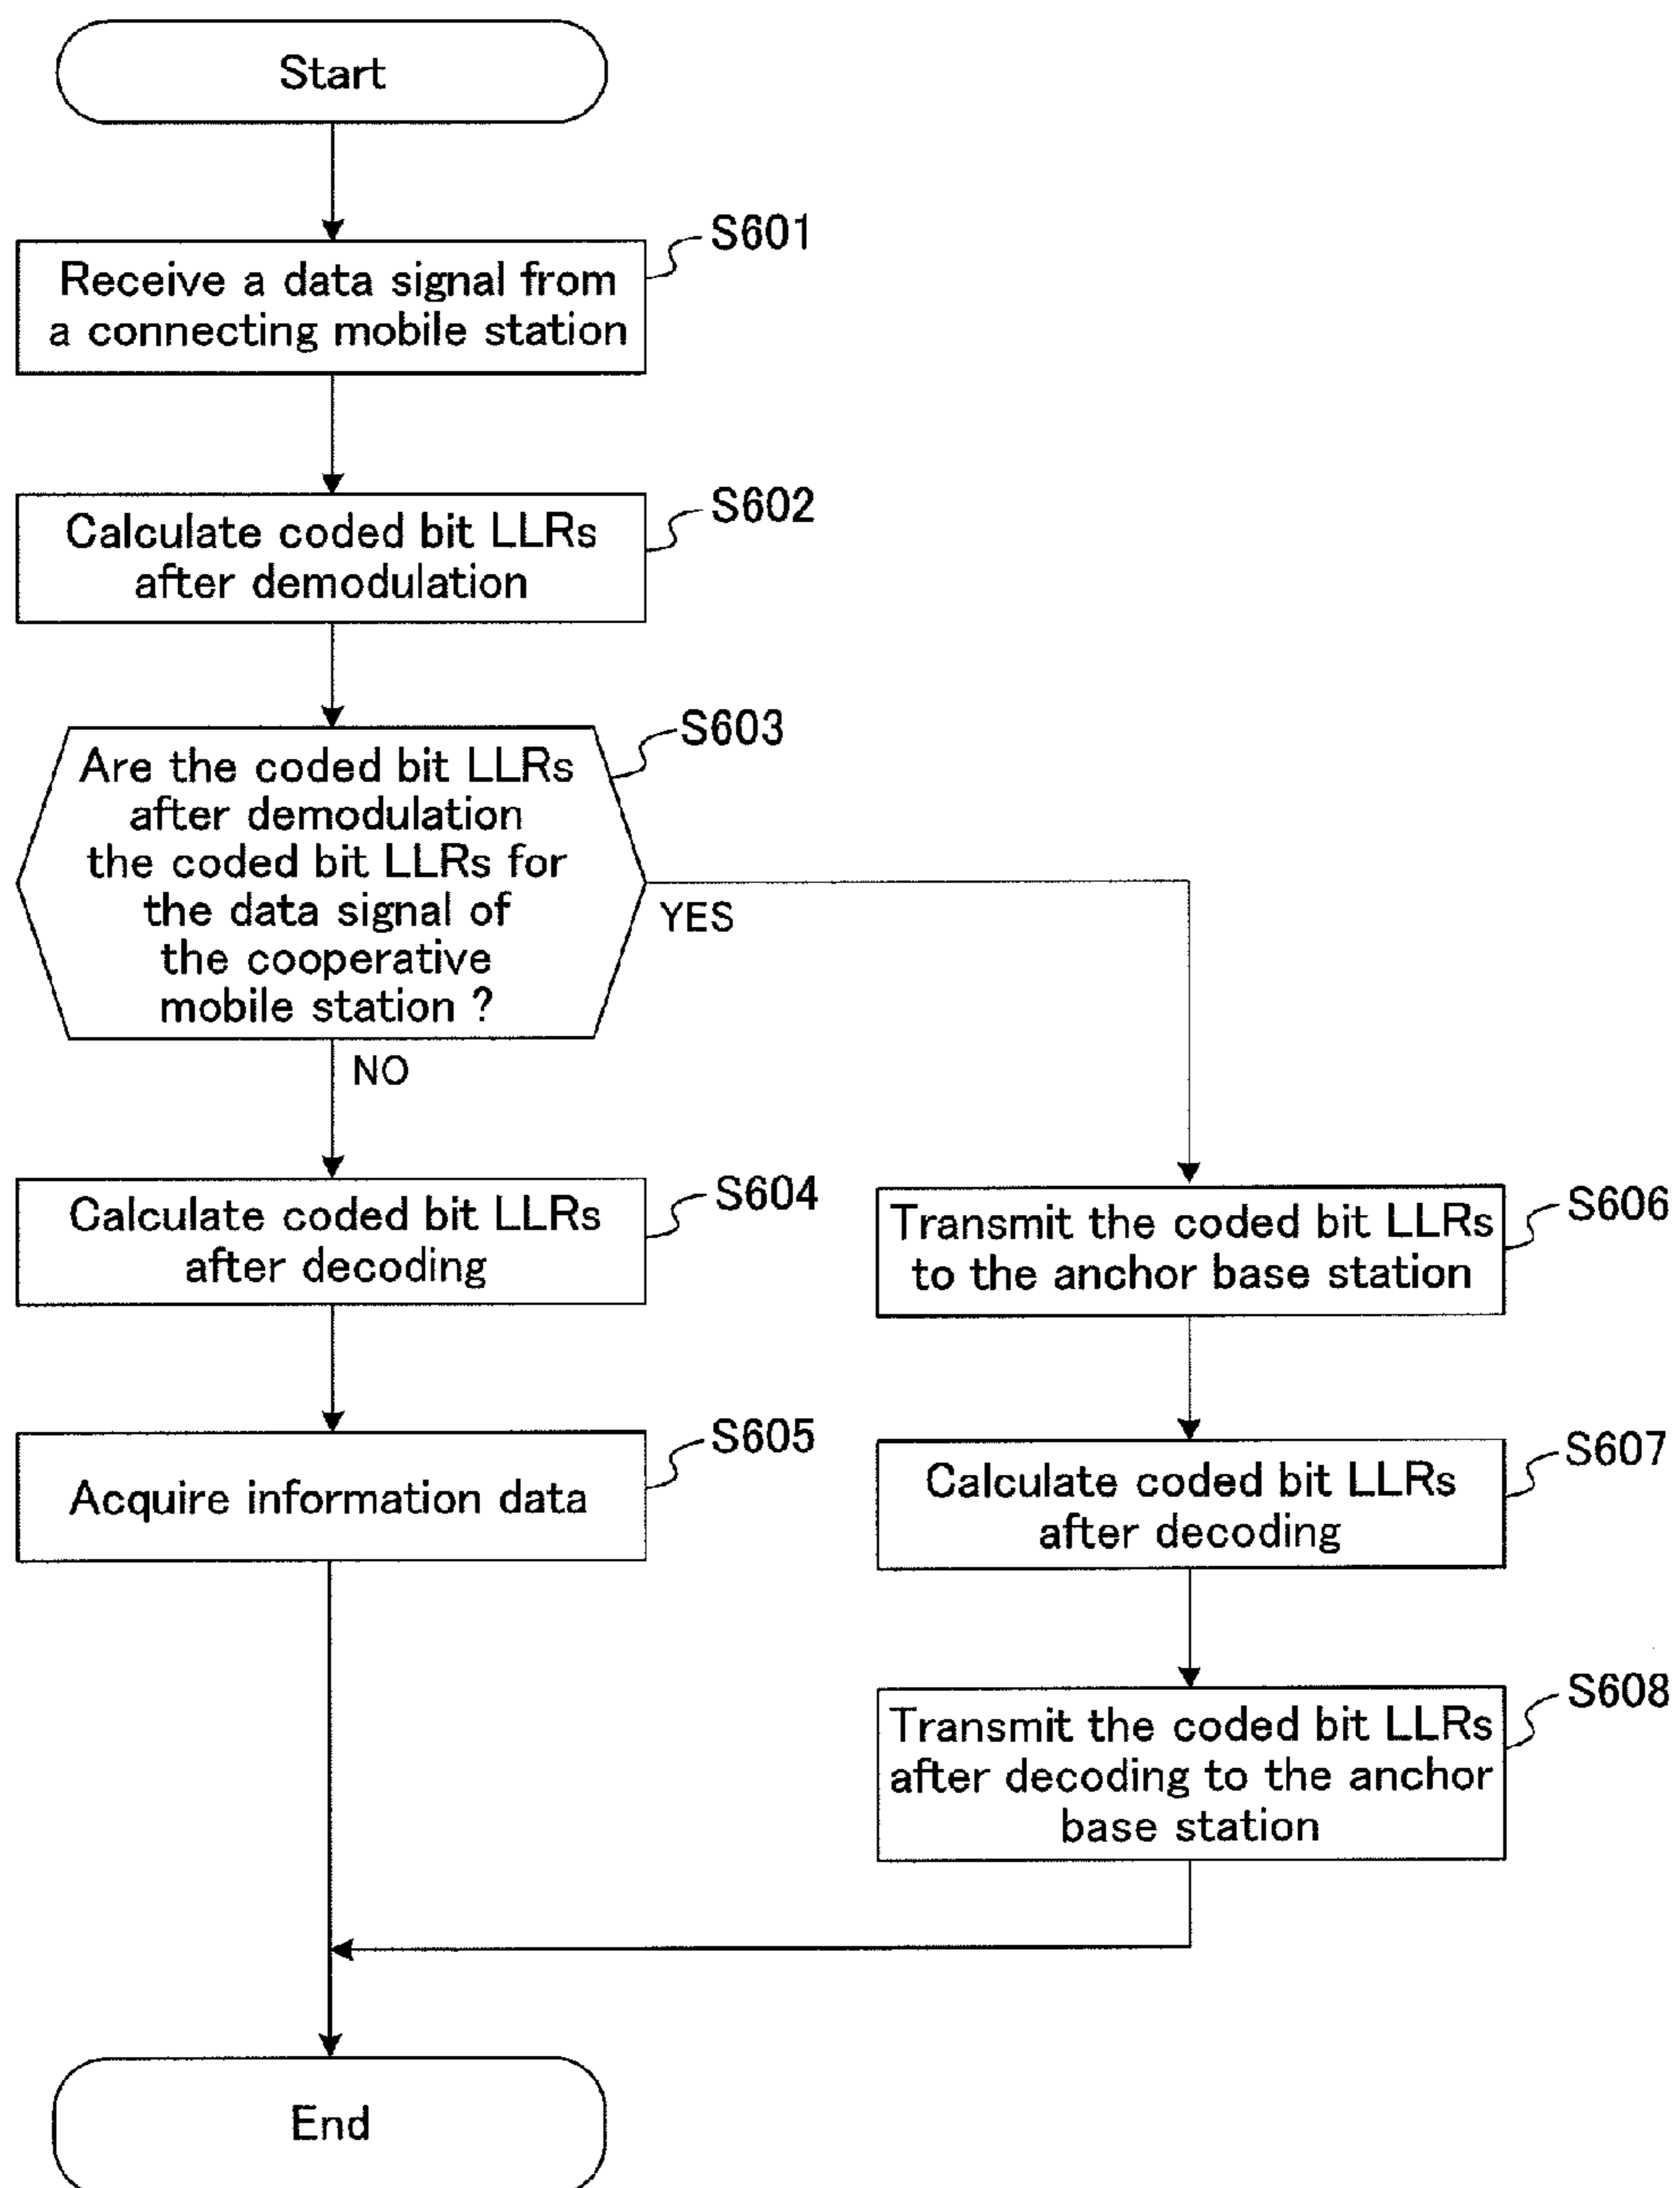 Start
S601
Receive a data signal from
a connecting mobile station
S602
Calculate coded bit LLRs
after demodulation
S603
Are the coded bit LLRs
after demodulation
the coded bit LLRs for
the data signal of
the cooperative
mobile station ?
YES
NO
S604
Calculate coded bit LLRs
after decoding
S605
Acquire information data
S606
Transmit the coded bit LLRs
to the anchor base station
S607
Calculate coded bit LLRs
after decoding
S608
Transmit the coded bit LLRs
after decoding to the anchor
base station
End